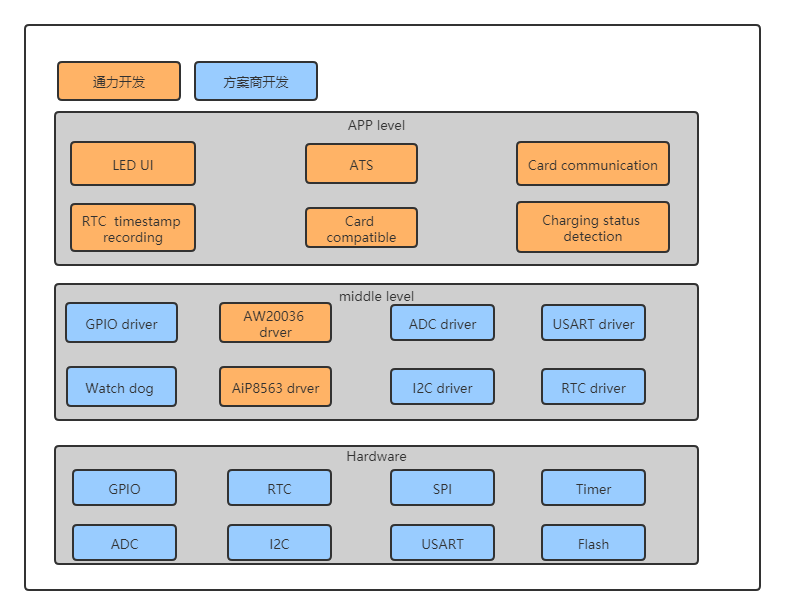 通力开发
方案商开发
APP level
LED UI
ATS
Card communication
RTC timestamp
recording
Card
compatible
Charging status
detection
middle level
GPIO driver
AW20036
drver
ADC driver
USART driver
Watch dog
AiP8563 drver
I2C driver
RTC driver
Hardware
GPIO
RTC
SPI
Timer
ADC
I2C
USART
Flash